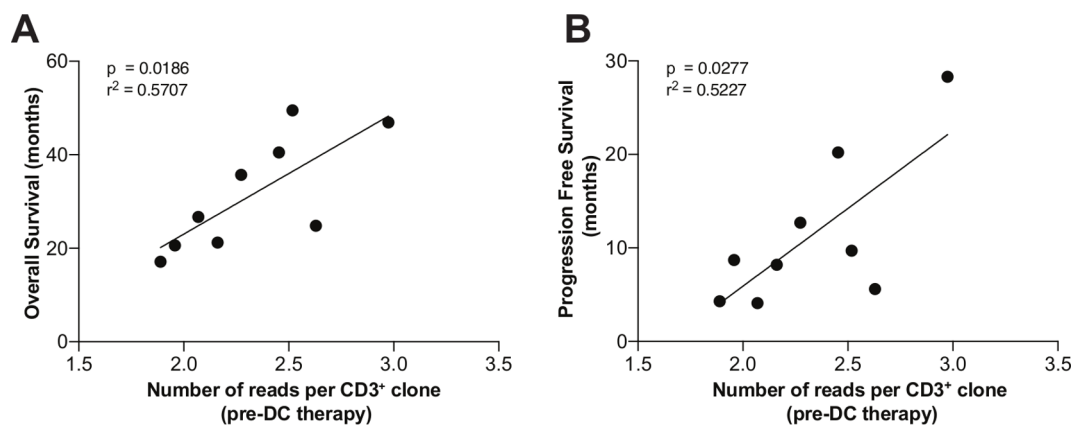 A
p = 0.0186
r² = 0.5707
Overall Survival (months)
60
40
20
0
1.5 2.0 2.5 3.0 3.5
Number of reads per CD3⁺ clone
(pre-DC therapy)
B
p = 0.0277
r² = 0.5227
Progression Free Survival
(months)
30
20
10
0
1.5 2.0 2.5 3.0 3.5
Number of reads per CD3⁺ clone
(pre-DC therapy)